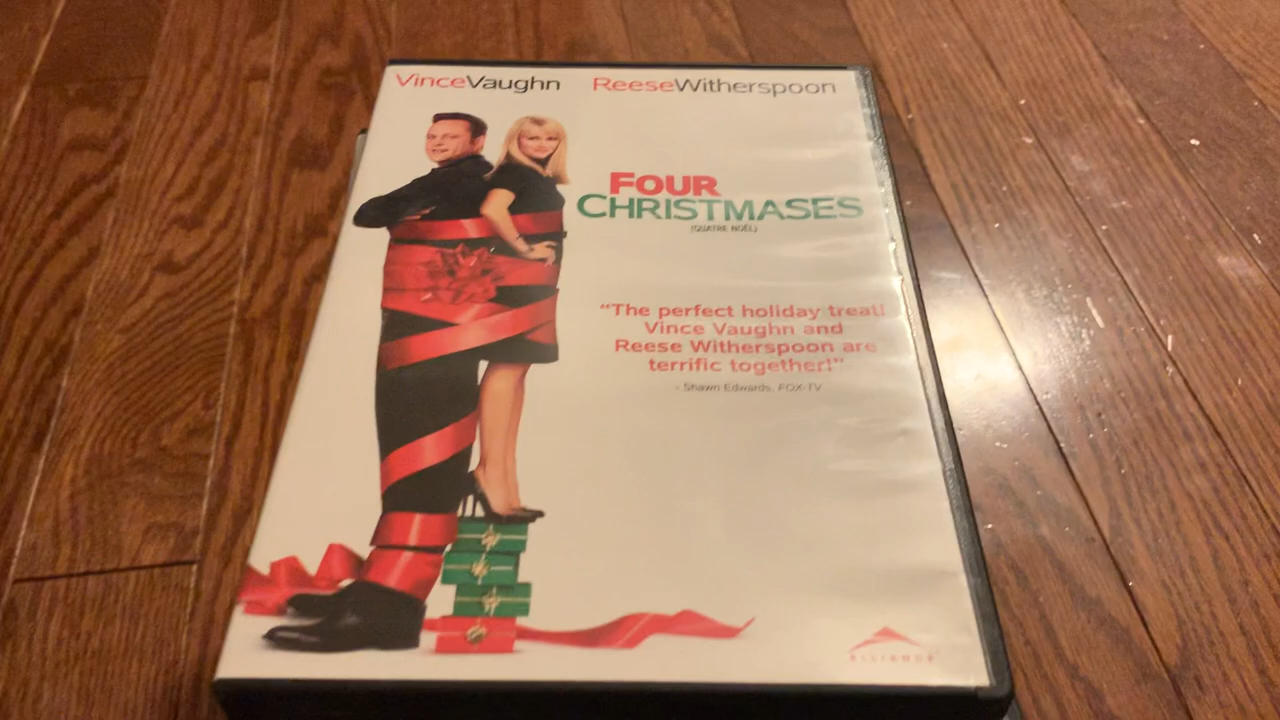 VinceVaughn ReeseWitherspoon
FOUR
CHRISTMASES
(QUATRE NOËL)
“The perfect holiday treat!
Vince Vaughn and
Reese Witherspoon are
terrific together!”
- Shawn Edwards, FOX-TV
ALLIANCE